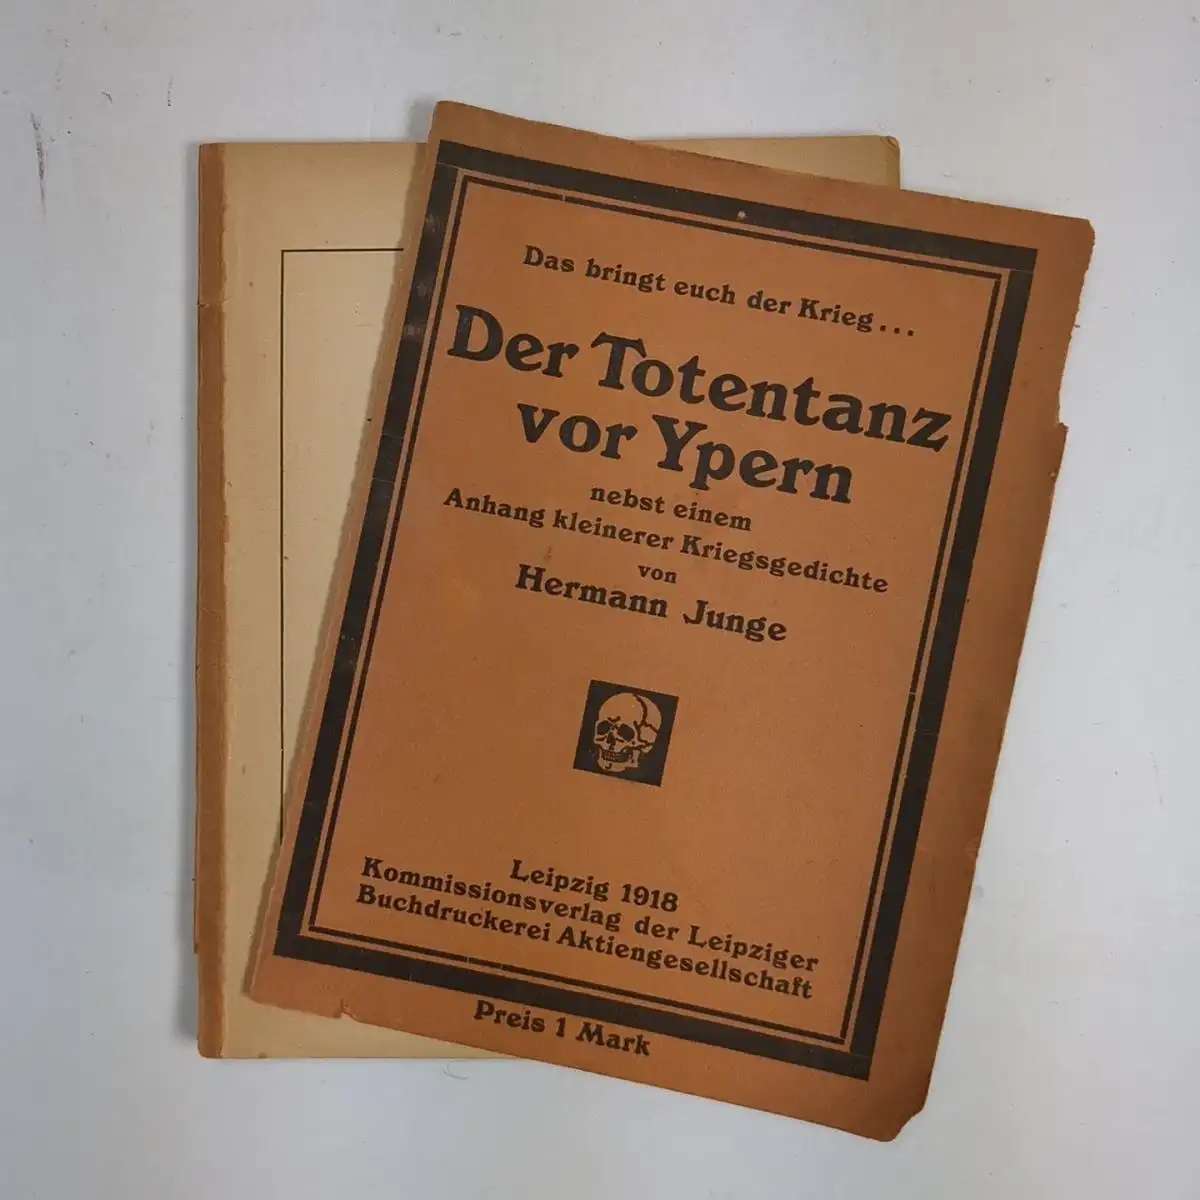 Das bringt euch der Krieg...
Der Totentanz
vor Ypern
nebst einem
Anhang kleinerer Kriegsgedichte
von
Hermann Junge
Leipzig 1918
Kommissionsverlag der Leipziger
Buchdruckerei Aktiengesellschaft
Preis 1 Mark